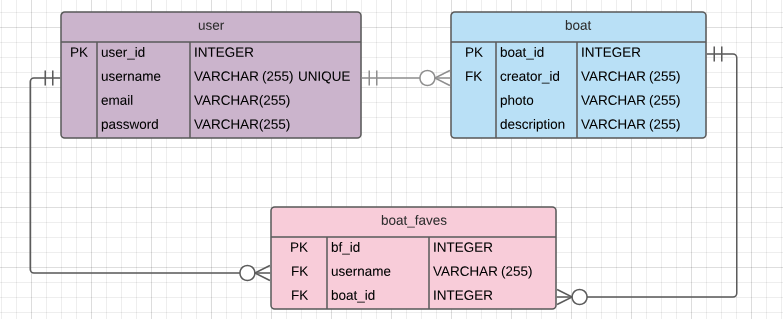 user
PK user_id INTEGER
username VARCHAR (255) UNIQUE
email VARCHAR(255)
password VARCHAR(255)
boat
PK boat_id INTEGER
FK creator_id VARCHAR (255)
photo VARCHAR (255)
description VARCHAR (255)
boat_faves
PK bf_id INTEGER
FK username VARCHAR (255)
FK boat_id INTEGER